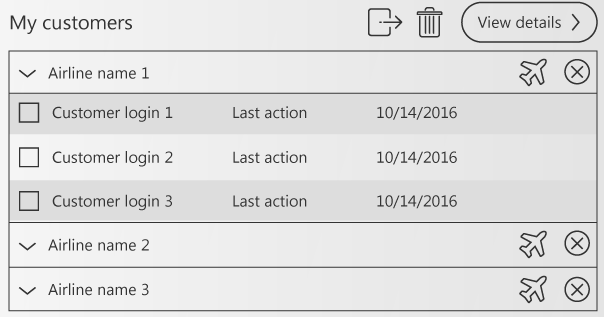 My customers
View details
Airline name 1
Customer login 1 Last action 10/14/2016
Customer login 2 Last action 10/14/2016
Customer login 3 Last action 10/14/2016
Airline name 2
Airline name 3